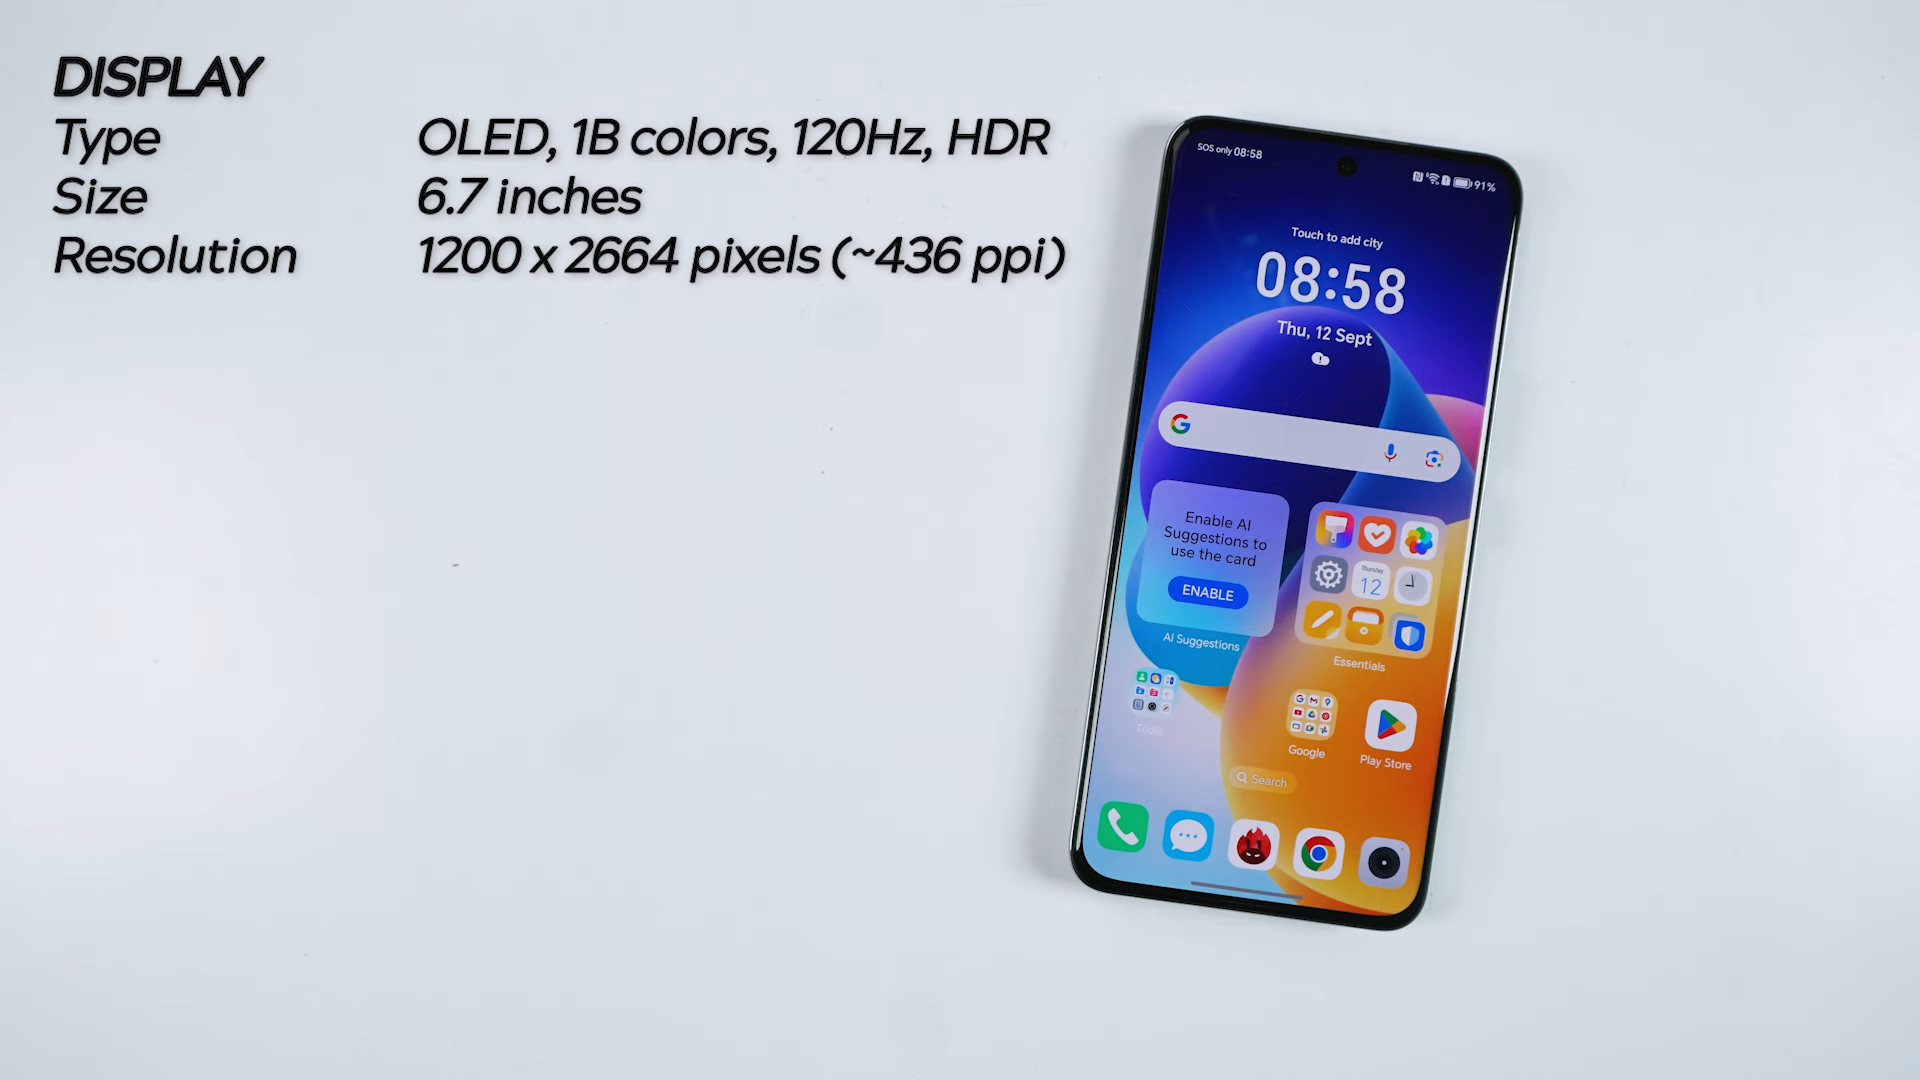 DISPLAY
Type OLED, 1B colors, 120Hz, HDR
Size 6.7 inches
Resolution 1200 x 2664 pixels (~436 ppi)
SOS only 08:58
91%
Touch to add city
08:58
Thu, 12 Sept
Enable AI
Suggestions to
use the card
ENABLE
AI Suggestions
Thursday
12
Essentials
Tools
Google
Play Store
Search